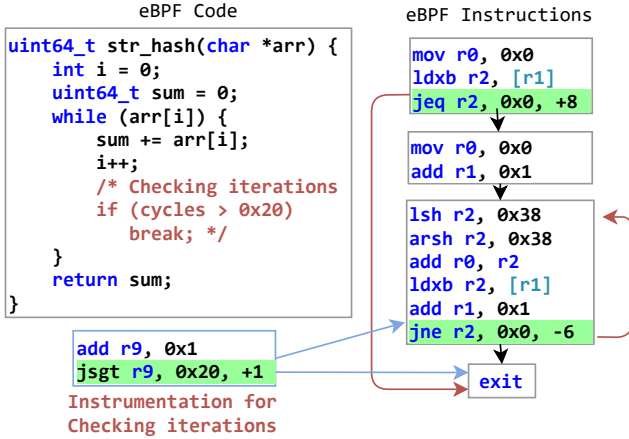 eBPF Code
uint64_t str_hash(char *arr) {
int i = 0;
uint64_t sum = 0;
while (arr[i]) {
sum += arr[i];
i++;
/* Checking iterations
if (cycles > 0x20)
break; */
}
return sum;
}
add r9, 0x1
jsgt r9, 0x20, +1
Instrumentation for
Checking iterations
eBPF Instructions
mov r0, 0x0
ldxb r2, [r1]
jeq r2, 0x0, +8
mov r0, 0x0
add r1, 0x1
lsh r2, 0x38
arsh r2, 0x38
add r0, r2
ldxb r2, [r1]
add r1, 0x1
jne r2, 0x0, -6
exit